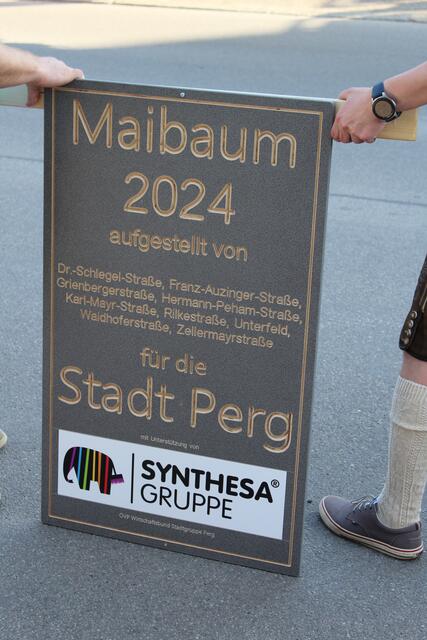 Maibaum
2024
aufgestellt von
Dr.-Schlegel-Straße, Franz-Auzinger-Straße,
Grienbergerstraße, Hermann-Peham-Straße,
Karl-Mayr-Straße, Rilkestraße, Unterfeld,
Waidhoferstraße, Zellermayrstraße
für die
Stadt Perg
mit Unterstützung von
SYNTHESA®
GRUPPE
ÖVP Wirtschaftsbund Stadtgruppe Perg